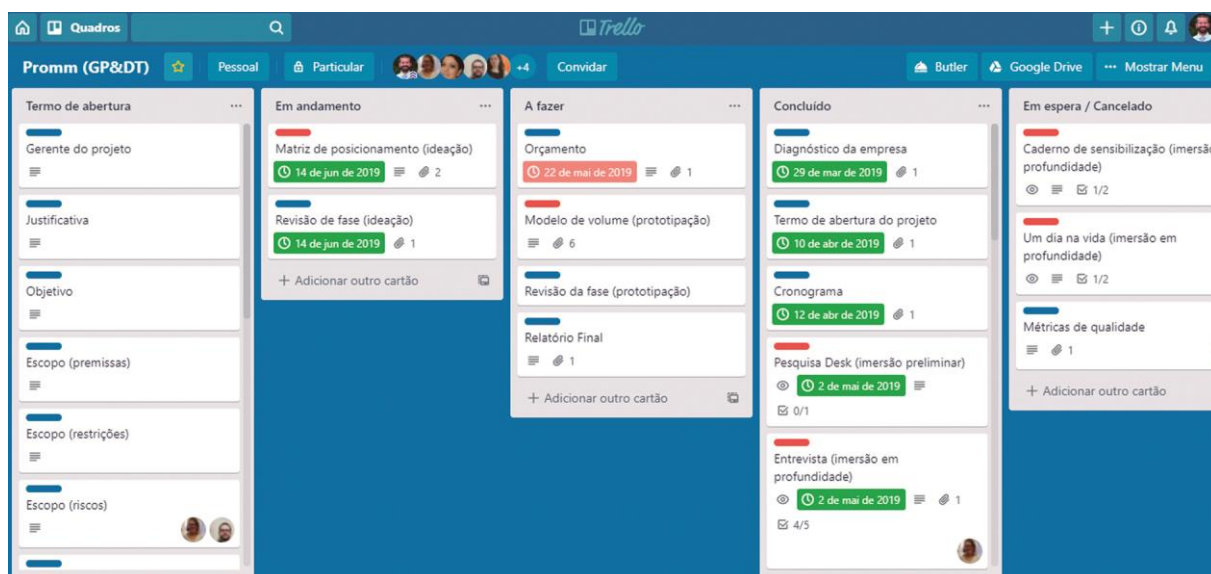 Quadros
Trello
Promm (GP&DT)
Pessoal
Particular
+4
Convidar
Butler
Google Drive
Mostrar Menu
Termo de abertura
Gerente do projeto
Justificativa
Objetivo
Escopo (premissas)
Escopo (restrições)
Escopo (riscos)
Em andamento
Matriz de posicionamento (ideação)
14 de jun de 2019 2
Revisão de fase (ideação)
14 de jun de 2019 1
+ Adicionar outro cartão
A fazer
Orçamento
22 de mai de 2019 1
Modelo de volume (prototipação)
6
Revisão da fase (prototipação)
Relatório Final
1
+ Adicionar outro cartão
Concluído
Diagnóstico da empresa
29 de mar de 2019 1
Termo de abertura do projeto
10 de abr de 2019 1
Cronograma
12 de abr de 2019 1
Pesquisa Desk (imersão preliminar)
2 de mai de 2019
0/1
Entrevista (imersão em
profundidade)
2 de mai de 2019 1
4/5
Em espera / Cancelado
Caderno de sensibilização (imersã
profundidade)
1/2
Um dia na vida (imersão em
profundidade)
1/2
Métricas de qualidade
1
+ Adicionar outro cartão